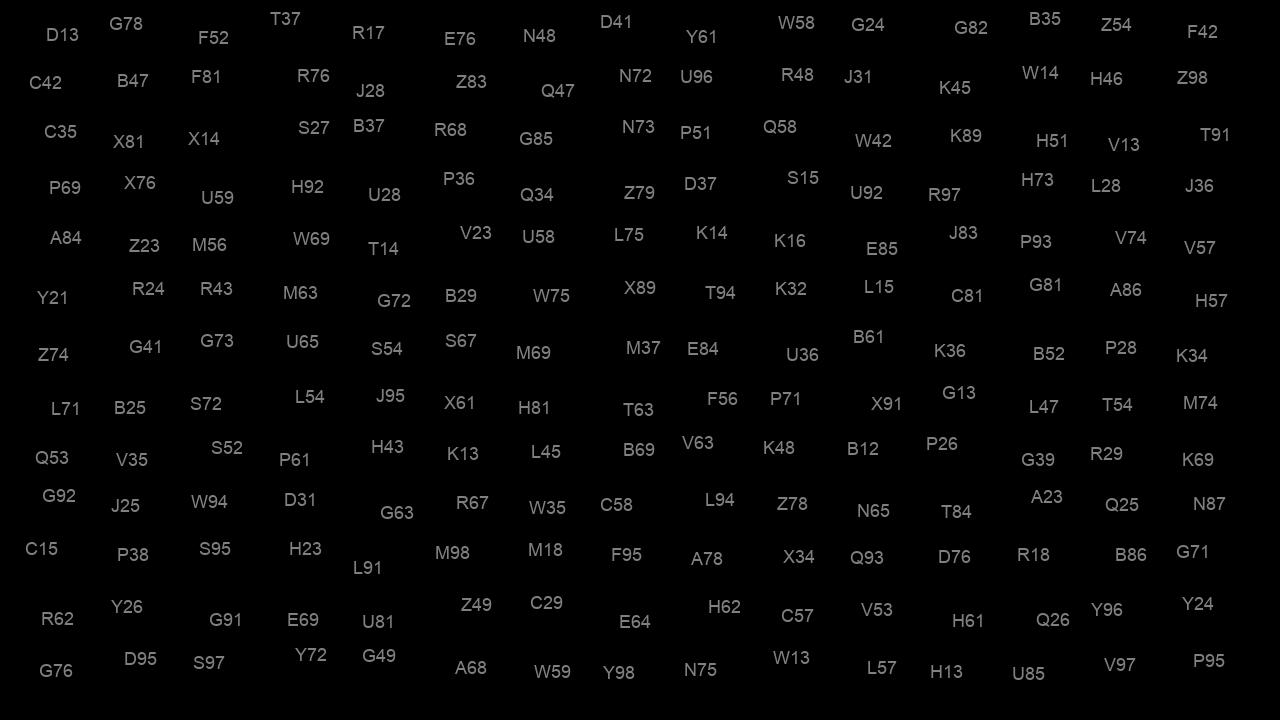 D13 G78 F52 T37 R17 E76 N48 D41 Y61 W58 G24 G82 B35 Z54 F42
C42 B47 F81 R76 J28 Z83 Q47 N72 U96 R48 J31 K45 W14 H46 Z98
C35 X81 X14 S27 B37 R68 G85 N73 P51 Q58 W42 K89 H51 V13 T91
P69 X76 U59 H92 U28 P36 Q34 Z79 D37 S15 U92 R97 H73 L28 J36
A84 Z23 M56 W69 T14 V23 U58 L75 K14 K16 E85 J83 P93 V74 V57
Y21 R24 R43 M63 G72 B29 W75 X89 T94 K32 L15 C81 G81 A86 H57
Z74 G41 G73 U65 S54 S67 M69 M37 E84 U36 B61 K36 B52 P28 K34
L71 B25 S72 L54 J95 X61 H81 T63 F56 P71 X91 G13 L47 T54 M74
Q53 V35 S52 P61 H43 K13 L45 B69 V63 K48 B12 P26 G39 R29 K69
G92 J25 W94 D31 G63 R67 W35 C58 L94 Z78 N65 T84 A23 Q25 N87
C15 P38 S95 H23 L91 M98 M18 F95 A78 X34 Q93 D76 R18 B86 G71
R62 Y26 G91 E69 U81 Z49 C29 E64 H62 C57 V53 H61 Q26 Y96 Y24
G76 D95 S97 Y72 G49 A68 W59 Y98 N75 W13 L57 H13 U85 V97 P95